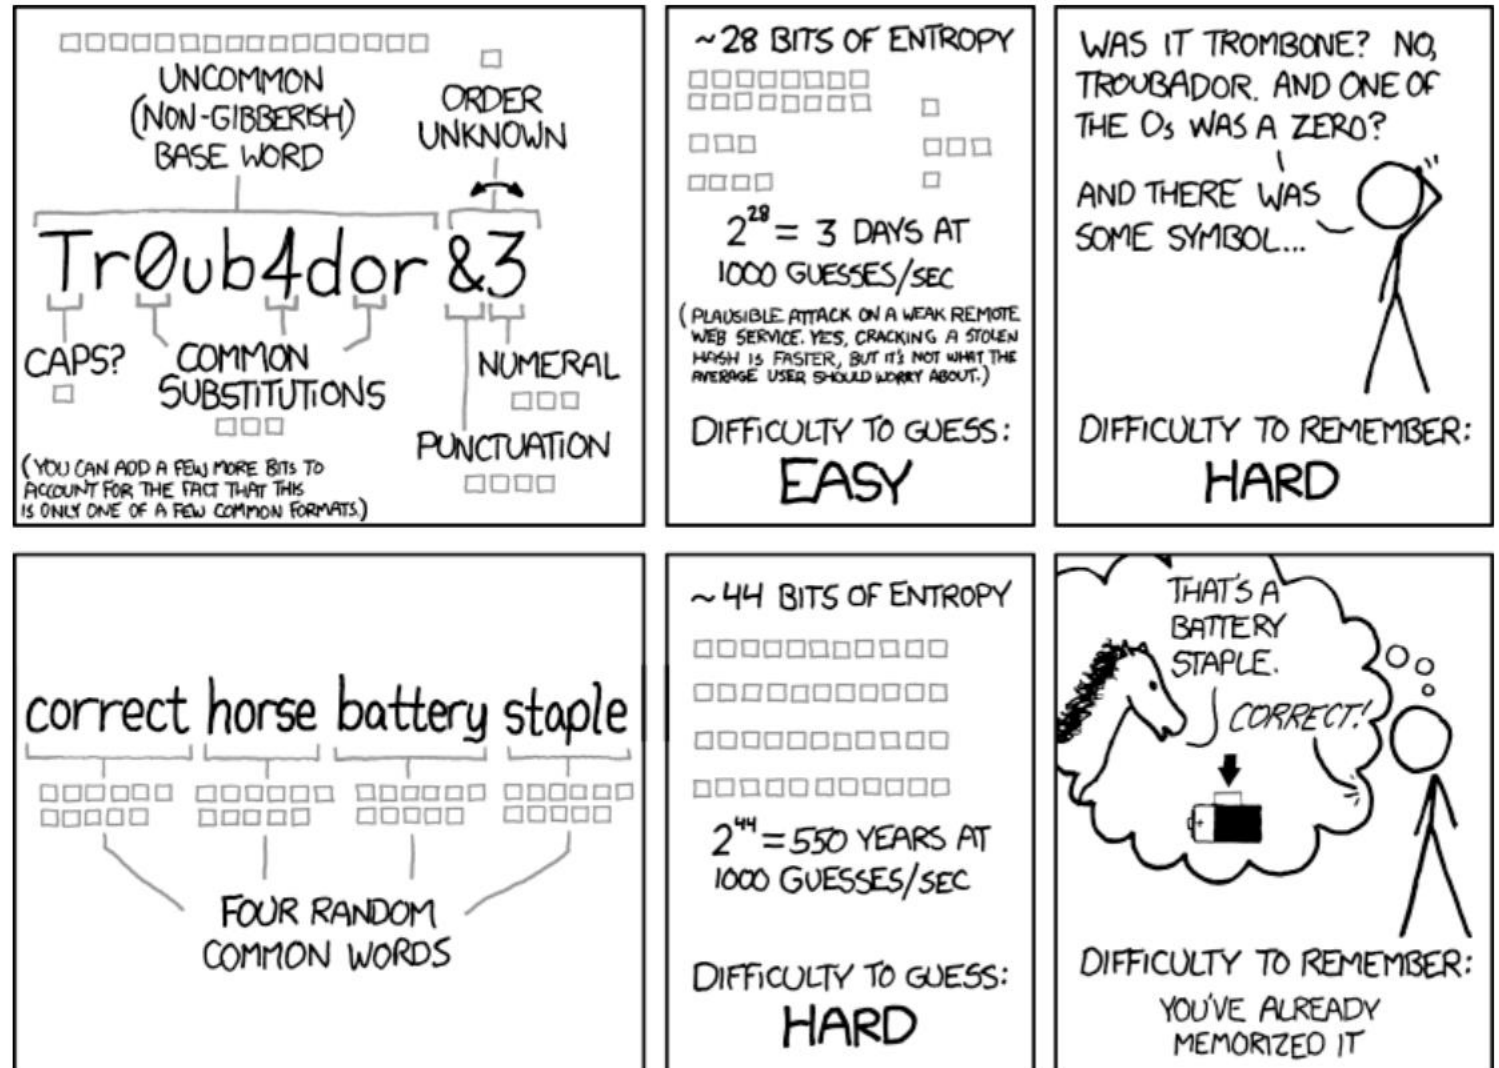 UNCOMMON
(NON-GIBBERISH)
BASE WORD
ORDER
UNKNOWN
Tr0ub4dor &3
CAPS?
COMMON
SUBSTITUTIONS
NUMERAL
PUNCTUATION
(YOU CAN ADD A FEW MORE BITS TO
ACCOUNT FOR THE FACT THAT THIS
IS ONLY ONE OF A FEW COMMON FORMATS.)
~28 BITS OF ENTROPY
2^28 = 3 DAYS AT
1000 GUESSES/SEC
(PLAUSIBLE ATTACK ON A WEAK REMOTE
WEB SERVICE. YES, CRACKING A STOLEN
HASH IS FASTER, BUT IT'S NOT WHAT THE
AVERAGE USER SHOULD WORRY ABOUT.)
DIFFICULTY TO GUESS:
EASY
WAS IT TROMBONE? NO,
TROUBADOR. AND ONE OF
THE Os WAS A ZERO?
AND THERE WAS
SOME SYMBOL...
DIFFICULTY TO REMEMBER:
HARD
correct horse battery staple
FOUR RANDOM
COMMON WORDS
~44 BITS OF ENTROPY
2^44 = 550 YEARS AT
1000 GUESSES/SEC
DIFFICULTY TO GUESS:
HARD
THAT'S A
BATTERY
STAPLE.
CORRECT!
+
DIFFICULTY TO REMEMBER:
YOU'VE ALREADY
MEMORIZED IT